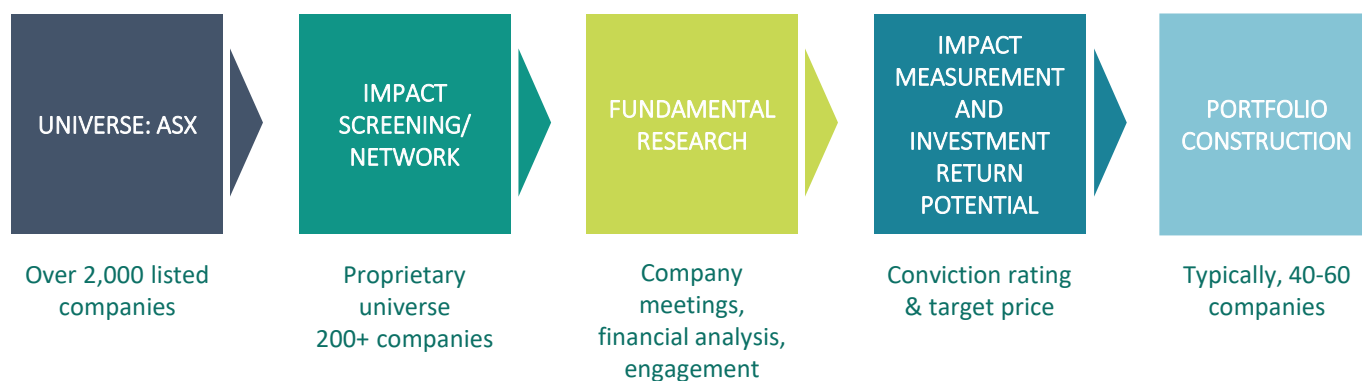 UNIVERSE: ASX
Over 2,000 listed
companies
IMPACT
SCREENING/
NETWORK
Proprietary
universe
200+ companies
FUNDAMENTAL
RESEARCH
Company
meetings,
financial analysis,
engagement
IMPACT
MEASUREMENT
AND
INVESTMENT
RETURN
POTENTIAL
Conviction rating
& target price
PORTFOLIO
CONSTRUCTION
Typically, 40-60
companies